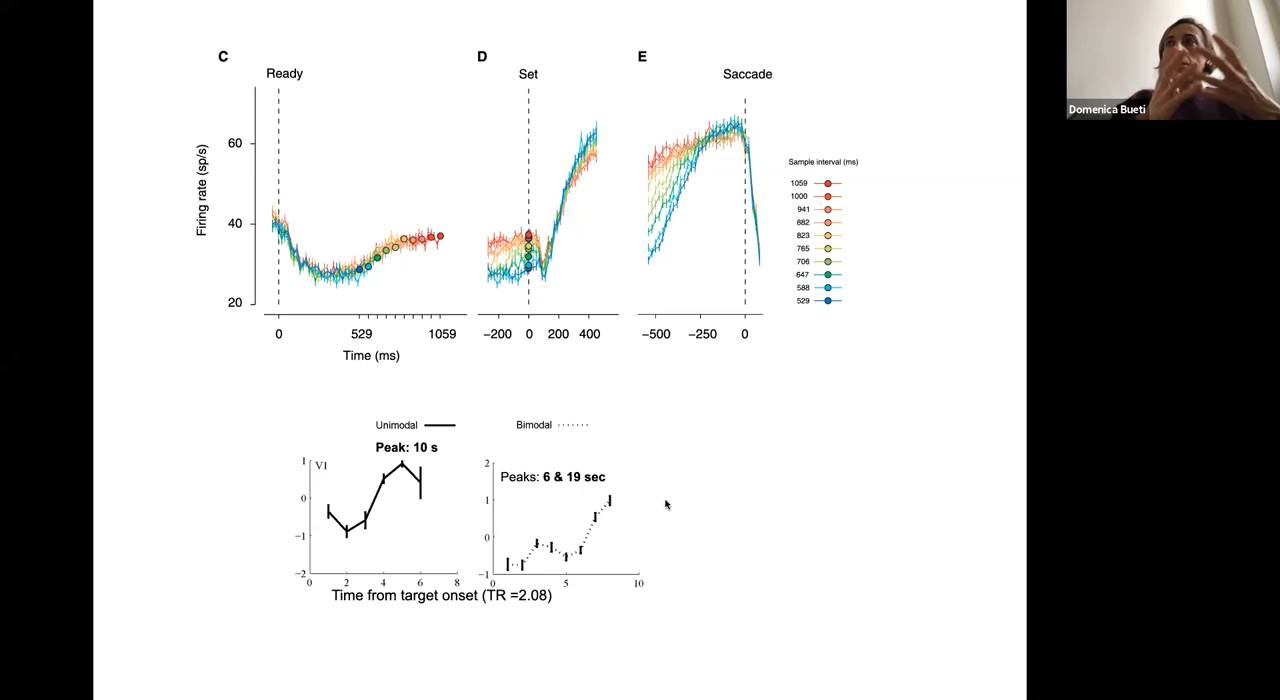 C
D
E
Ready
Set
Saccade
Firing rate (sp/s)
60
40
20
0
529
1059
Time (ms)
−200
0
200
400
−500
−250
0
Sample interval (ms)
1059
1000
941
882
823
765
706
647
588
529
Domenica Bueti
Unimodal
Bimodal
Peak: 10 s
V1
1
0
−1
−2
0
2
4
6
8
Peaks: 6 & 19 sec
2
1
0
−1
0
5
10
Time from target onset (TR =2.08)